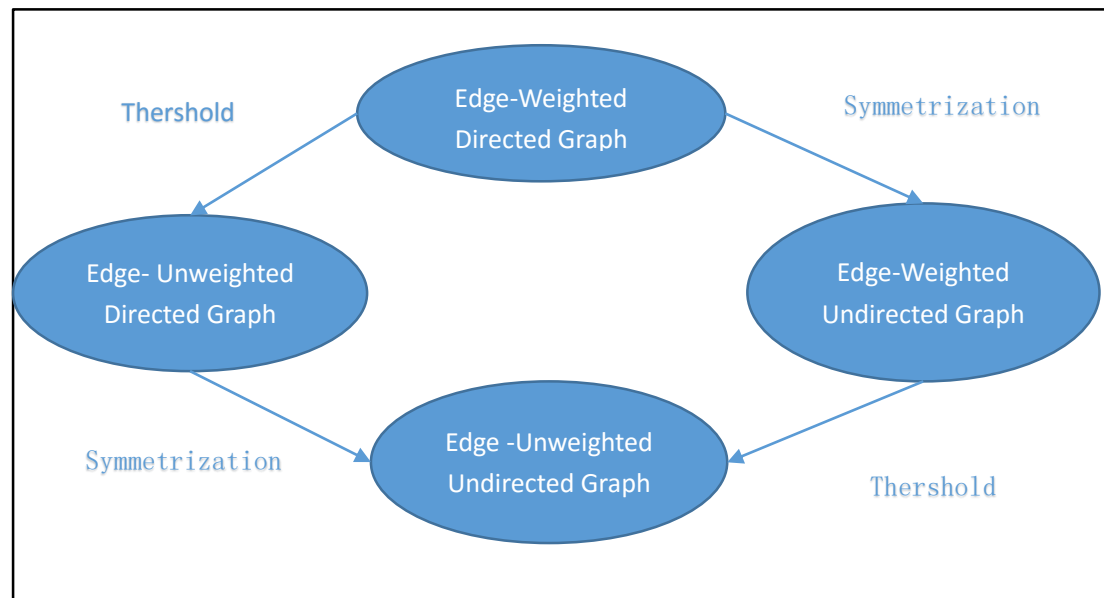 Thershold
Edge-Weighted
Directed Graph
Symmetrization
Edge- Unweighted
Directed Graph
Edge-Weighted
Undirected Graph
Symmetrization
Edge -Unweighted
Undirected Graph
Thershold